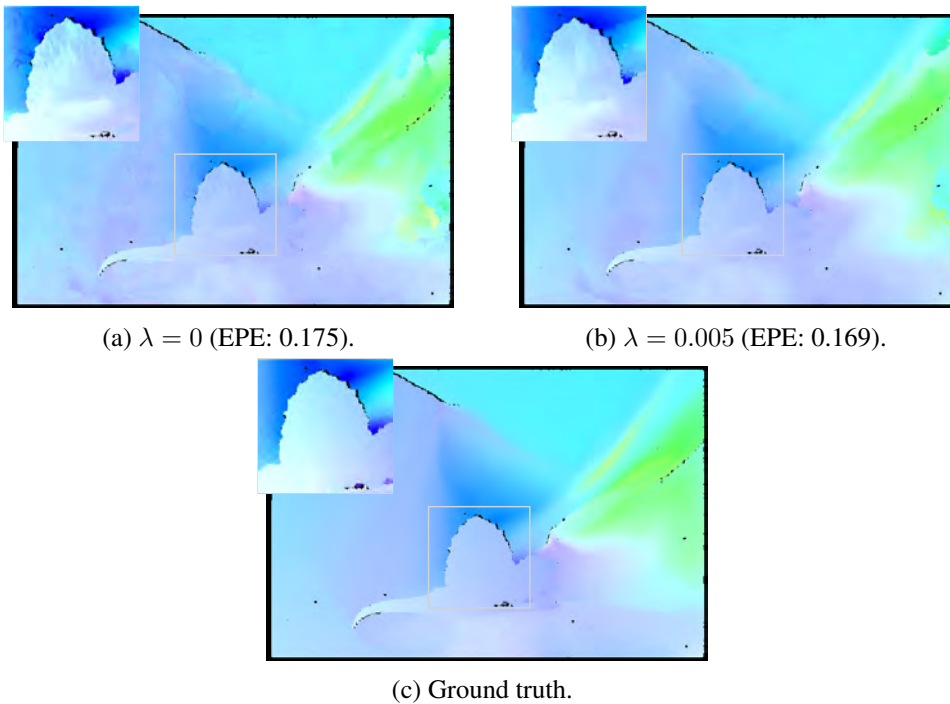 (a) λ = 0 (EPE: 0.175).
(b) λ = 0.005 (EPE: 0.169).
(c) Ground truth.